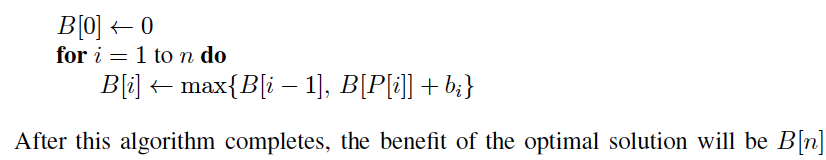 B[0] ← 0
for i = 1 to n do
B[i] ← max{B[i − 1], B[P[i]] + bᵢ}
After this algorithm completes, the benefit of the optimal solution will be B[n]